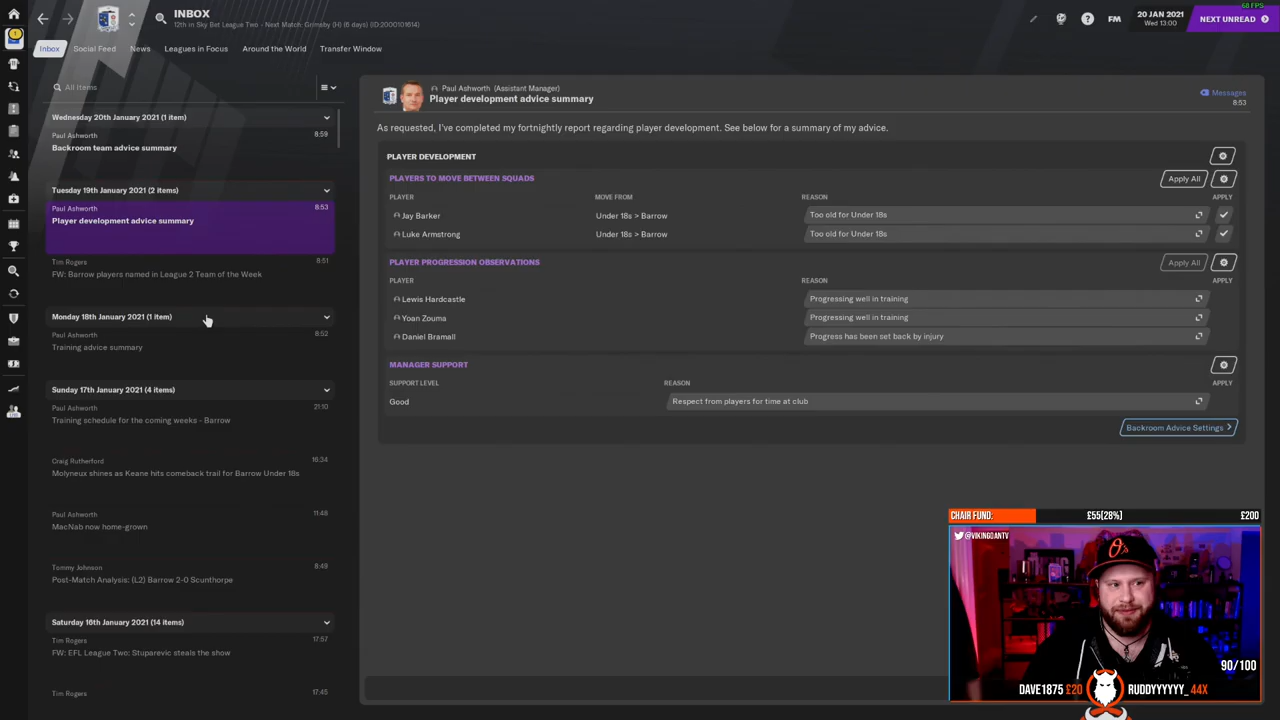 68 FPS
INBOX
12th in Sky Bet League Two - Next Match: Grimsby (H) (6 days) (ID:2000101614)
FM
20 JAN 2021
Wed 13:00
NEXT UNREAD
Inbox
Social Feed
News
Leagues in Focus
Around the World
Transfer Window
All Items
Wednesday 20th January 2021 (1 item)
Paul Ashworth 8:59
Backroom team advice summary
Tuesday 19th January 2021 (2 items)
Paul Ashworth 8:53
Player development advice summary
Tim Rogers 8:51
FW: Barrow players named in League 2 Team of the Week
Monday 18th January 2021 (1 item)
Paul Ashworth 8:52
Training advice summary
Sunday 17th January 2021 (4 items)
Paul Ashworth 21:10
Training schedule for the coming weeks - Barrow
Craig Rutherford 16:34
Molyneux shines as Keane hits comeback trail for Barrow Under 18s
Paul Ashworth 11:48
MacNab now home-grown
Tommy Johnson 8:49
Post-Match Analysis: (L2) Barrow 2-0 Scunthorpe
Saturday 16th January 2021 (14 items)
Tim Rogers 17:57
FW: EFL League Two: Stuparevic steals the show
Tim Rogers 17:45
Paul Ashworth (Assistant Manager)
Player development advice summary
Messages
8:53
As requested, I've completed my fortnightly report regarding player development. See below for a summary of my advice.
PLAYER DEVELOPMENT
PLAYERS TO MOVE BETWEEN SQUADS Apply All
PLAYER MOVE FROM REASON APPLY
Jay Barker Under 18s > Barrow Too old for Under 18s
Luke Armstrong Under 18s > Barrow Too old for Under 18s
PLAYER PROGRESSION OBSERVATIONS Apply All
PLAYER REASON APPLY
Lewis Hardcastle Progressing well in training
Yoan Zouma Progressing well in training
Daniel Bramall Progress has been set back by injury
MANAGER SUPPORT
SUPPORT LEVEL REASON APPLY
Good Respect from players for time at club
Backroom Advice Settings >
CHAIR FUND: £55(28%) £200
@VIKINGDANTV
90/100
DAVE1875 £20 RUDDYYYYYY_ 44X